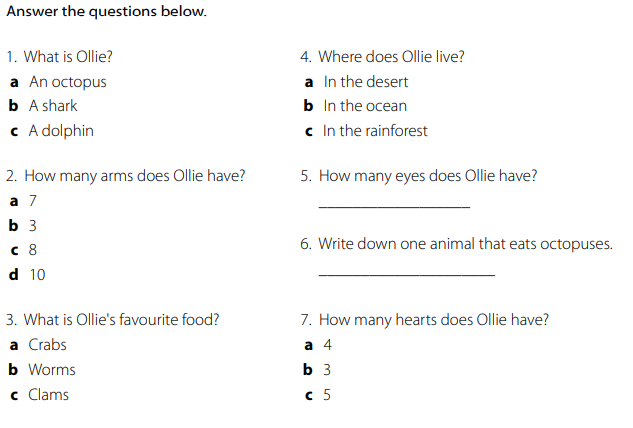 Answer the questions below.
1. What is Ollie?
a An octopus
b A shark
c A dolphin
2. How many arms does Ollie have?
a 7
b 3
c 8
d 10
3. What is Ollie's favourite food?
a Crabs
b Worms
c Clams
4. Where does Ollie live?
a In the desert
b In the ocean
c In the rainforest
5. How many eyes does Ollie have?
6. Write down one animal that eats octopuses.
7. How many hearts does Ollie have?
a 4
b 3
c 5